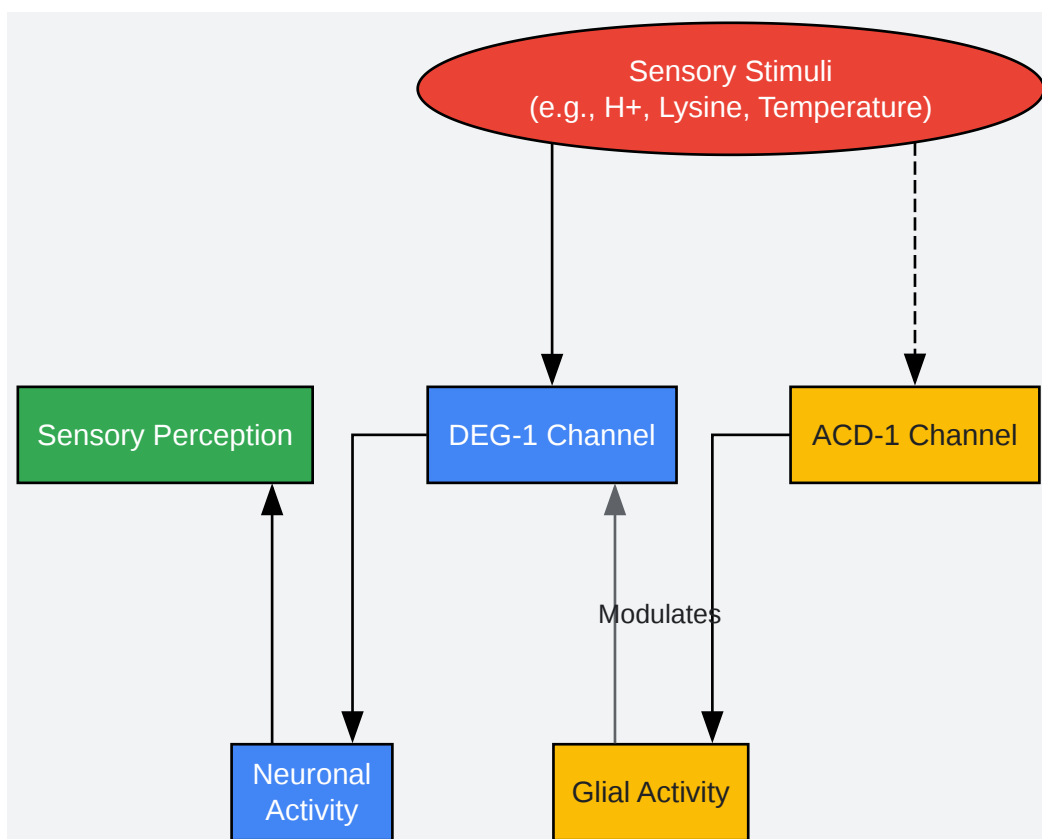 Sensory Stimuli
(e.g., H+, Lysine, Temperature)
Sensory Perception
DEG-1 Channel
ACD-1 Channel
Modulates
Neuronal
Activity
Glial Activity